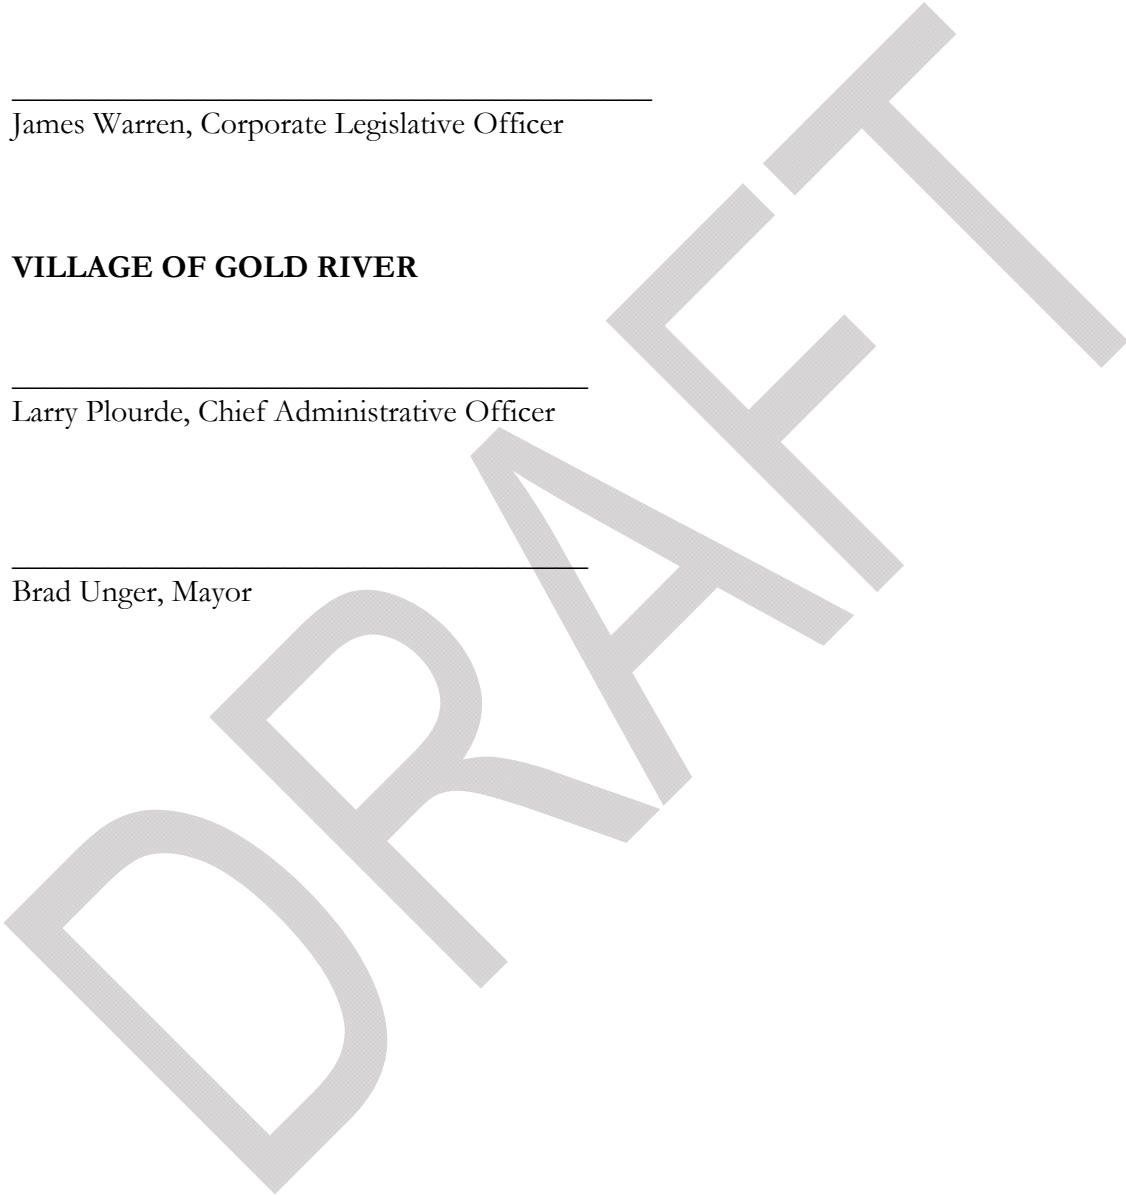 James Warren, Corporate Legislative Officer
VILLAGE OF GOLD RIVER
Larry Plourde, Chief Administrative Officer
Brad Unger, Mayor
DRAFT